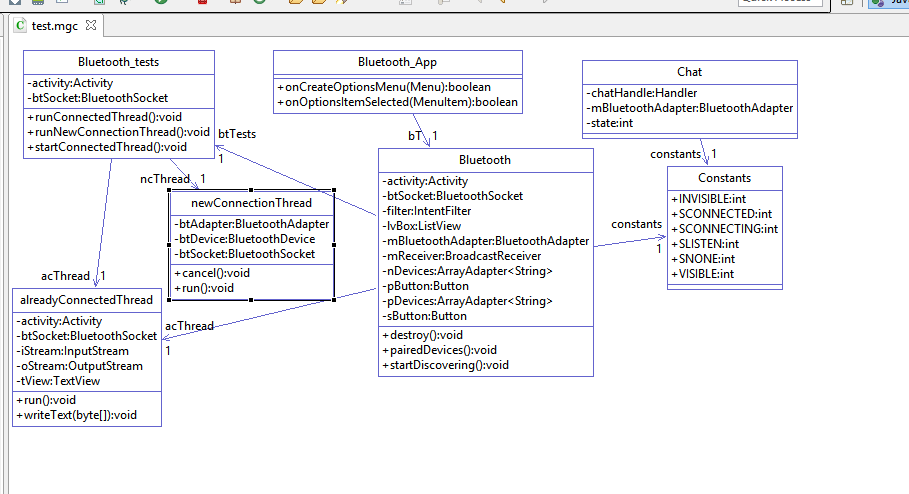 test.mgc
Bluetooth_tests
-activity:Activity
-btSocket:BluetoothSocket
+runConnectedThread():void
+runNewConnectionThread():void
+startConnectedThread():void
Bluetooth_App
+onCreateOptionsMenu(Menu):boolean
+onOptionsItemSelected(MenuItem):boolean
Chat
-chatHandle:Handler
-mBluetoothAdapter:BluetoothAdapter
-state:int
btTests
1
bT 1
constants 1
ncThread 1
newConnectionThread
-btAdapter:BluetoothAdapter
-btDevice:BluetoothDevice
-btSocket:BluetoothSocket
+cancel():void
+run():void
Bluetooth
-activity:Activity
-btSocket:BluetoothSocket
-filter:IntentFilter
-lvBox:ListView
-mBluetoothAdapter:BluetoothAdapter
-mReceiver:BroadcastReceiver
-nDevices:ArrayAdapter<String>
-pButton:Button
-pDevices:ArrayAdapter<String>
-sButton:Button
+destroy():void
+pairedDevices():void
+startDiscovering():void
Constants
+INVISIBLE:int
+SCONNECTED:int
+SCONNECTING:int
+SLISTEN:int
+SNONE:int
+VISIBLE:int
constants
1
acThread 1
alreadyConnectedThread
-activity:Activity
-btSocket:BluetoothSocket
-iStream:InputStream
-oStream:OutputStream
-tView:TextView
+run():void
+writeText(byte[]):void
acThread
1